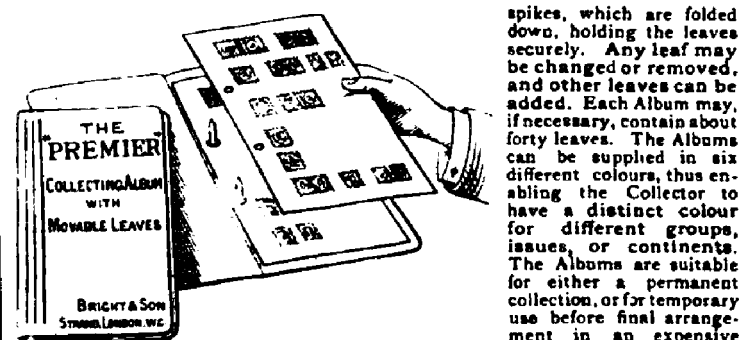 THE
"PREMIER"
COLLECTING ALBUM
WITH
MOVABLE LEAVES
BRIGHT & SON
STRAND, LONDON. W.C
spikes, which are folded
down, holding the leaves
securely. Any leaf may
be changed or removed,
and other leaves can be
added. Each Album may,
if necessary, contain about
forty leaves. The Albums
can be supplied in six
different colours, thus en-
abling the Collector to
have a distinct colour
for different groups,
issues, or continents.
The Albums are suitable
for either a permanent
collection, or for temporary
use before final arrange-
ment in an expensive